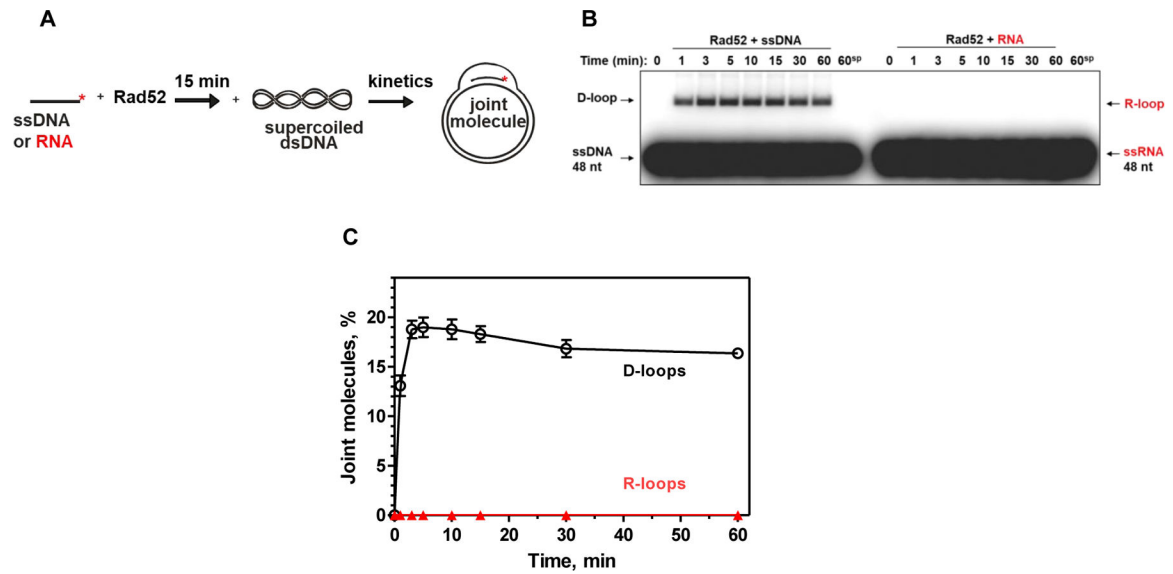 A
15 min
kinetics
* + Rad52 +
ssDNA
or RNA
supercoiled
dsDNA
*
joint
molecule
B
Rad52 + ssDNA Rad52 + RNA
Time (min): 0 1 3 5 10 15 30 60 60sp 0 1 3 5 10 15 30 60 60sp
D-loop R-loop
ssDNA ssRNA
48 nt 48 nt
C
Joint molecules, %
20
15
10
5
0
D-loops
R-loops
0 10 20 30 40 50 60
Time, min